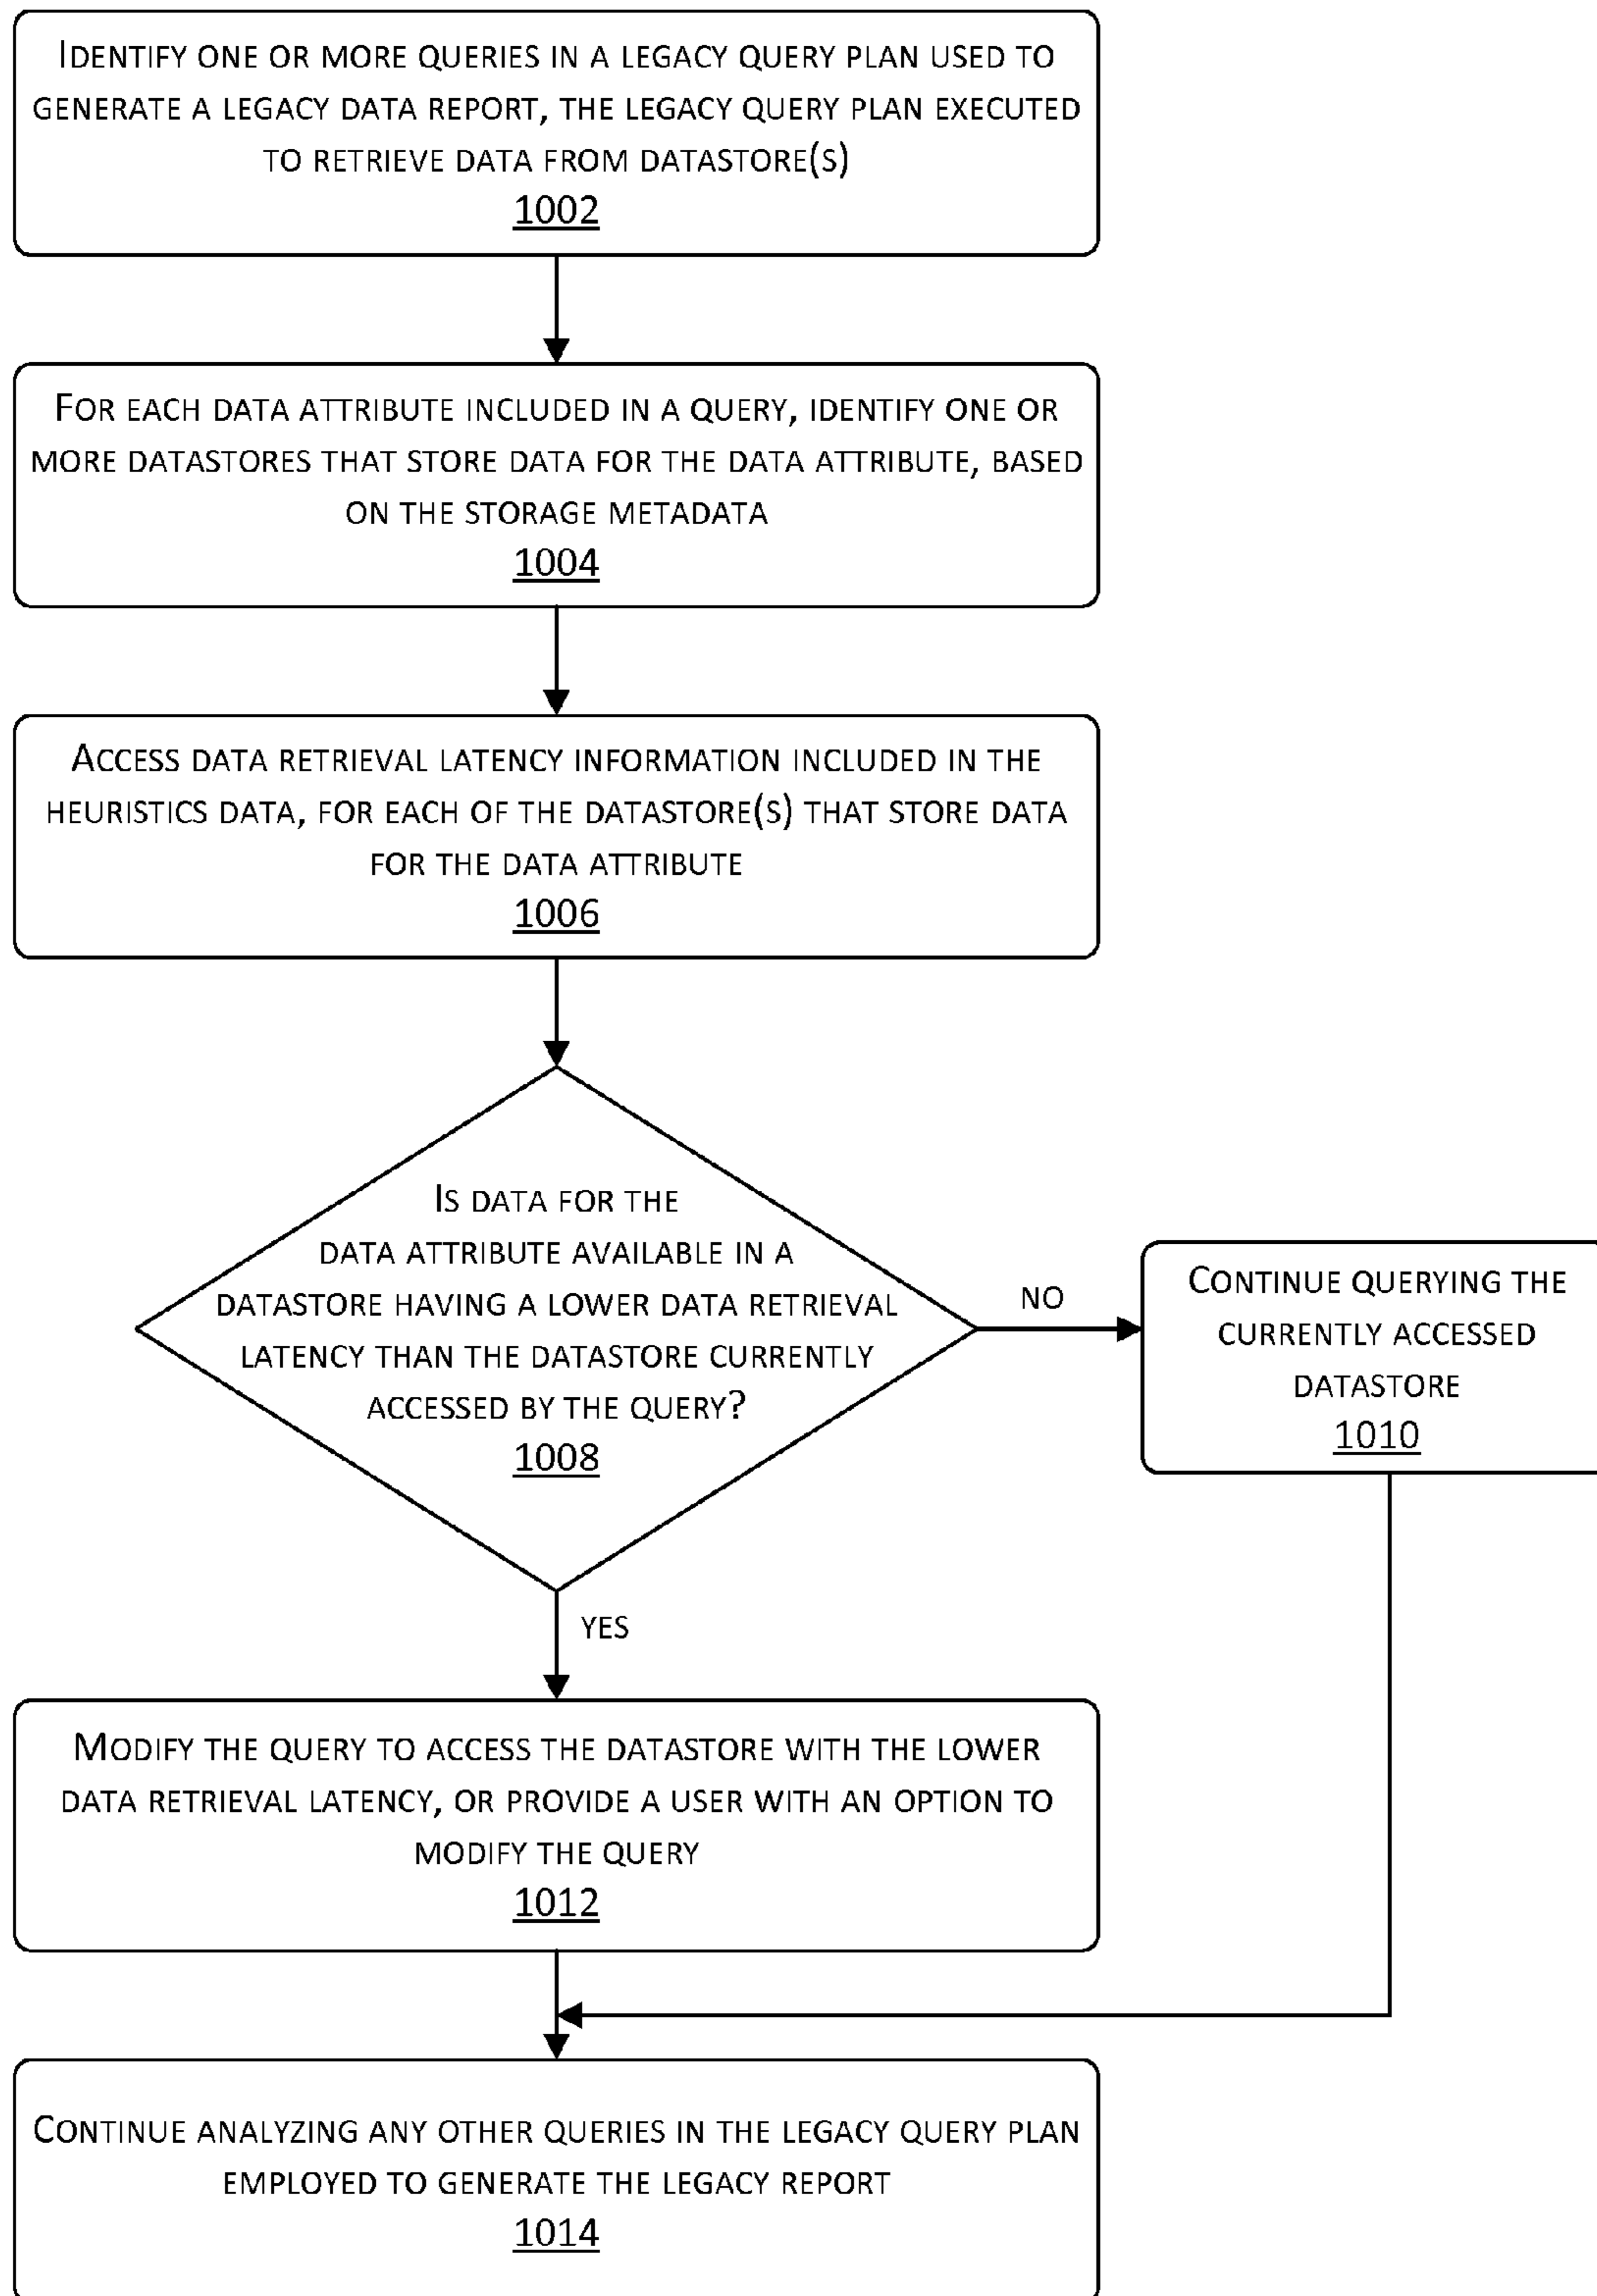 IDENTIFY ONE OR MORE QUERIES IN A LEGACY QUERY PLAN USED TO
GENERATE A LEGACY DATA REPORT, THE LEGACY QUERY PLAN EXECUTED
TO RETRIEVE DATA FROM DATASTORE(S)
1002
FOR EACH DATA ATTRIBUTE INCLUDED IN A QUERY, IDENTIFY ONE OR
MORE DATASTORES THAT STORE DATA FOR THE DATA ATTRIBUTE, BASED
ON THE STORAGE METADATA
1004
ACCESS DATA RETRIEVAL LATENCY INFORMATION INCLUDED IN THE
HEURISTICS DATA, FOR EACH OF THE DATASTORE(S) THAT STORE DATA
FOR THE DATA ATTRIBUTE
1006
IS DATA FOR THE
DATA ATTRIBUTE AVAILABLE IN A
DATASTORE HAVING A LOWER DATA RETRIEVAL
LATENCY THAN THE DATASTORE CURRENTLY
ACCESSED BY THE QUERY?
1008
NO
CONTINUE QUERYING THE
CURRENTLY ACCESSED
DATASTORE
1010
YES
MODIFY THE QUERY TO ACCESS THE DATASTORE WITH THE LOWER
DATA RETRIEVAL LATENCY, OR PROVIDE A USER WITH AN OPTION TO
MODIFY THE QUERY
1012
CONTINUE ANALYZING ANY OTHER QUERIES IN THE LEGACY QUERY PLAN
EMPLOYED TO GENERATE THE LEGACY REPORT
1014